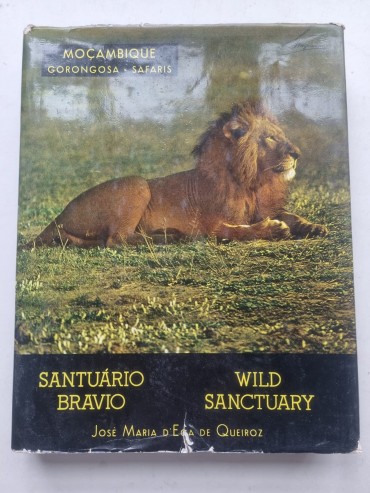 MOÇAMBIQUE
GORONGOSA • SAFARIS
SANTUÁRIO
BRAVIO
WILD
SANCTUARY
JOSÉ MARIA D'EÇA DE QUEIROZ